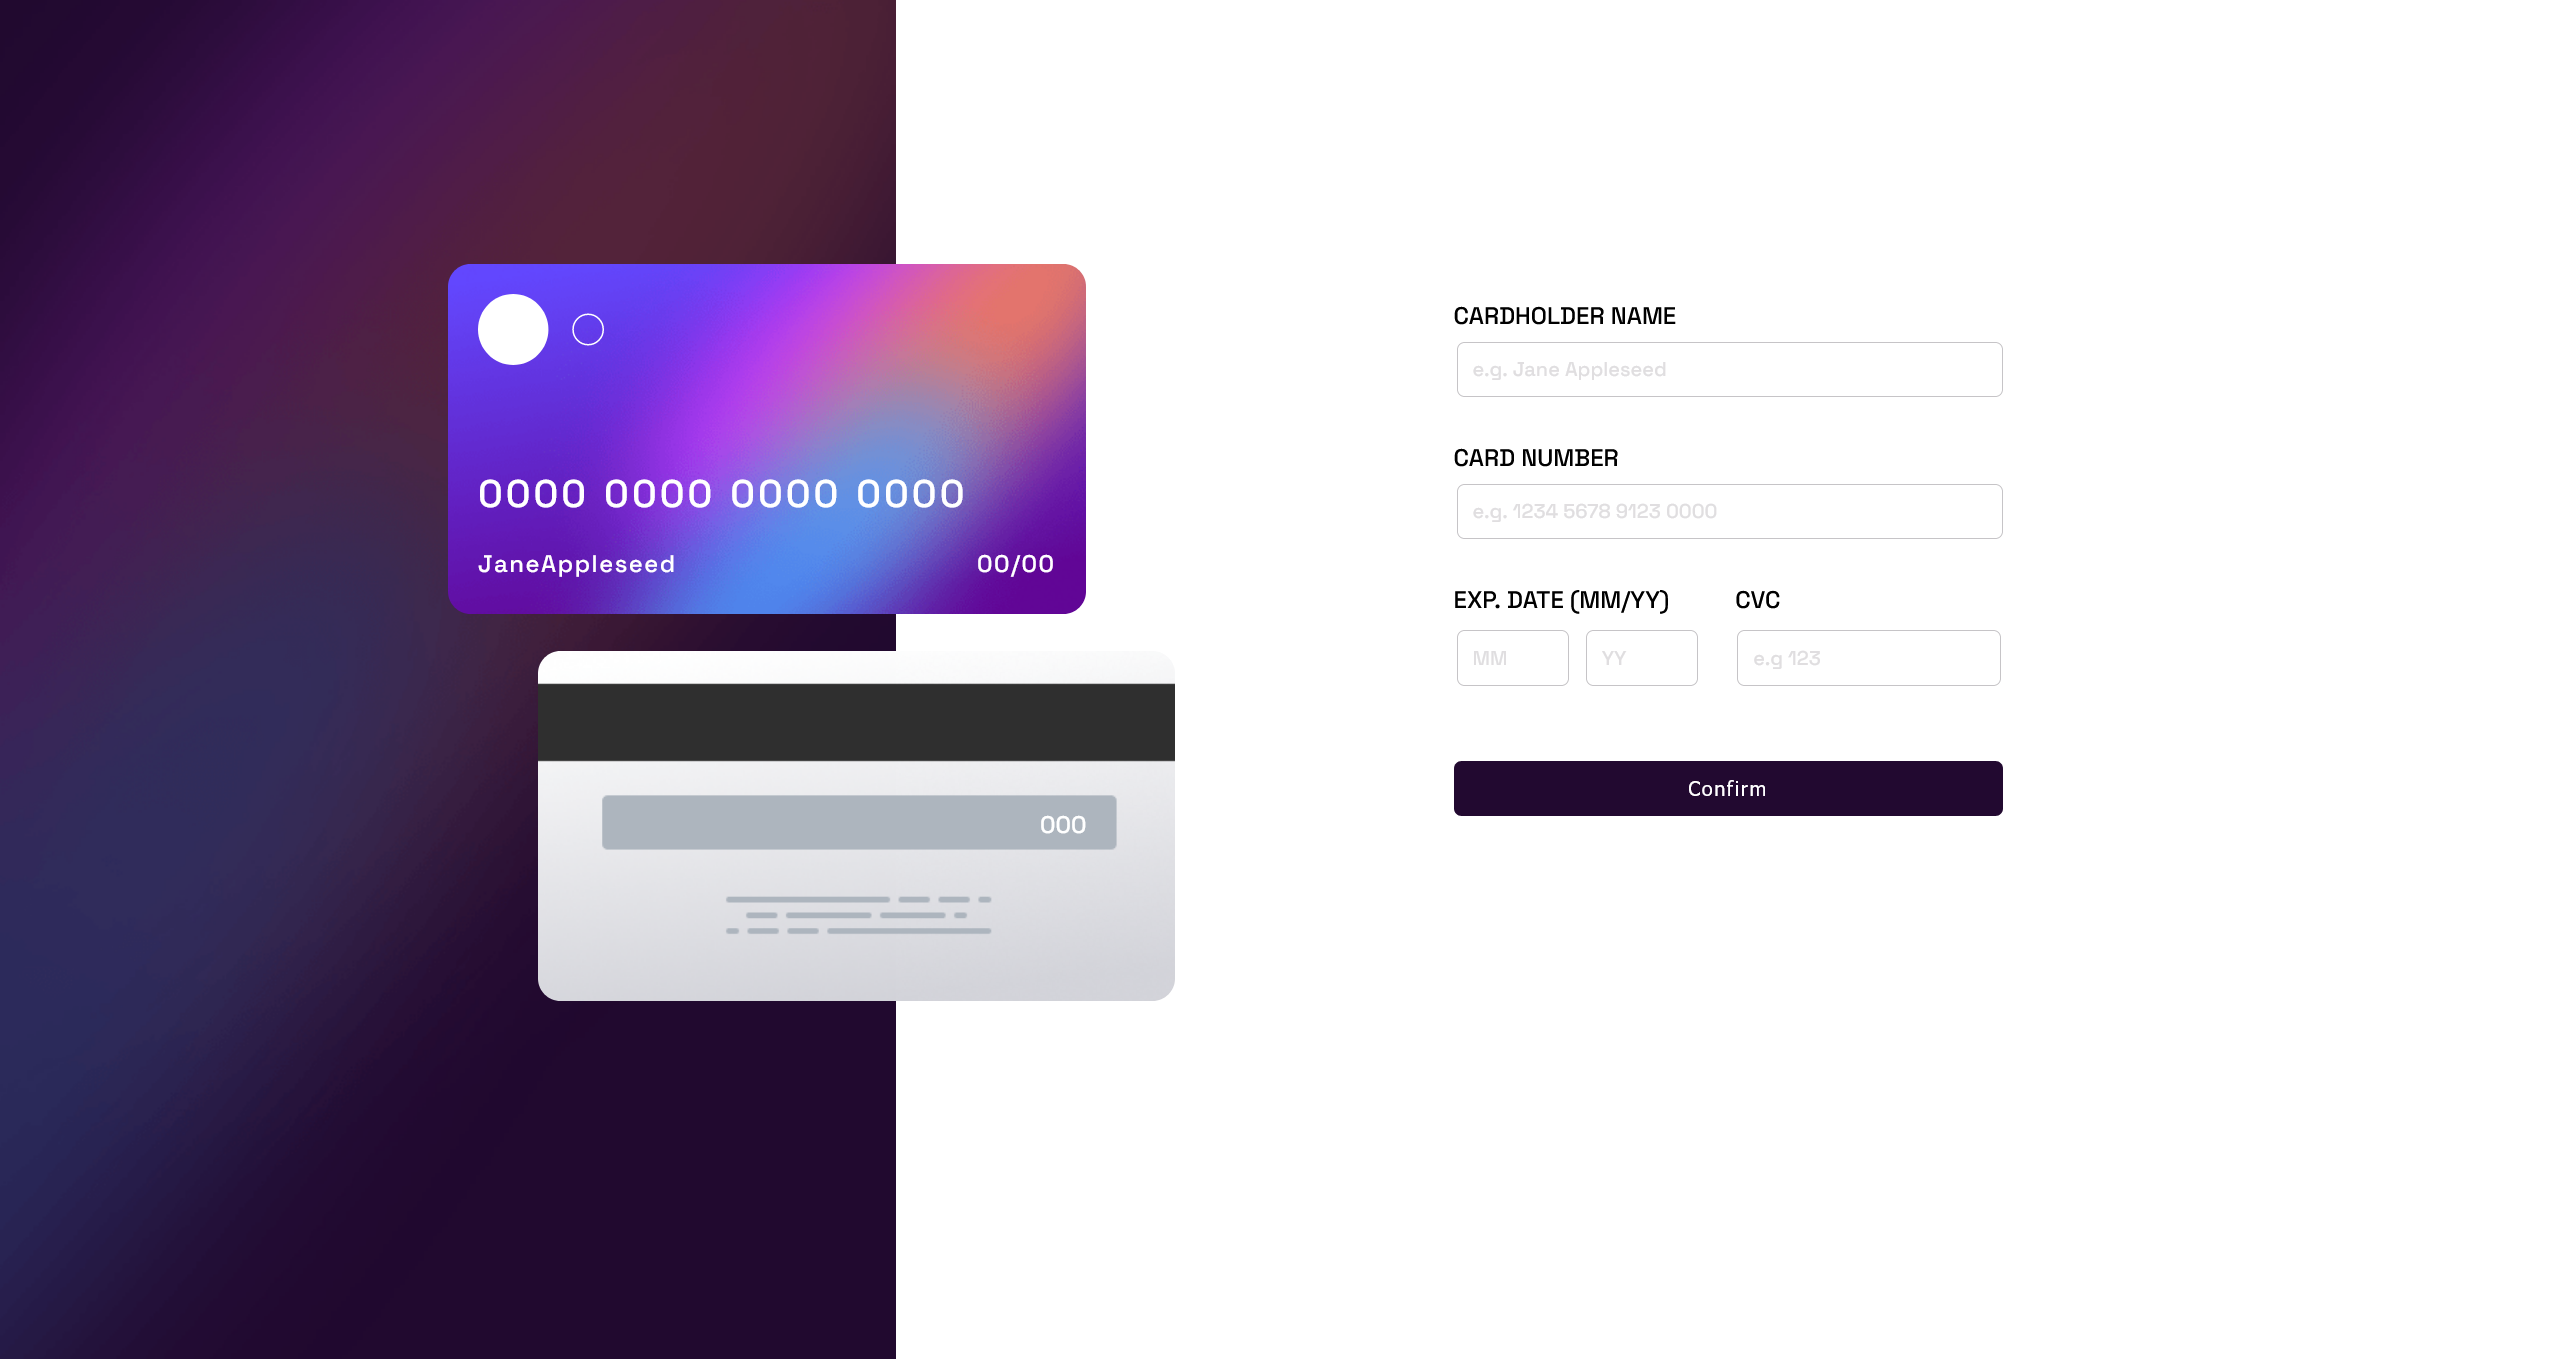 0000 0000 0000 0000
JaneAppleseed 00/00
000
CARDHOLDER NAME
e.g. Jane Appleseed
CARD NUMBER
e.g. 1234 5678 9123 0000
EXP. DATE (MM/YY) CVC
MM YY e.g 123
Confirm